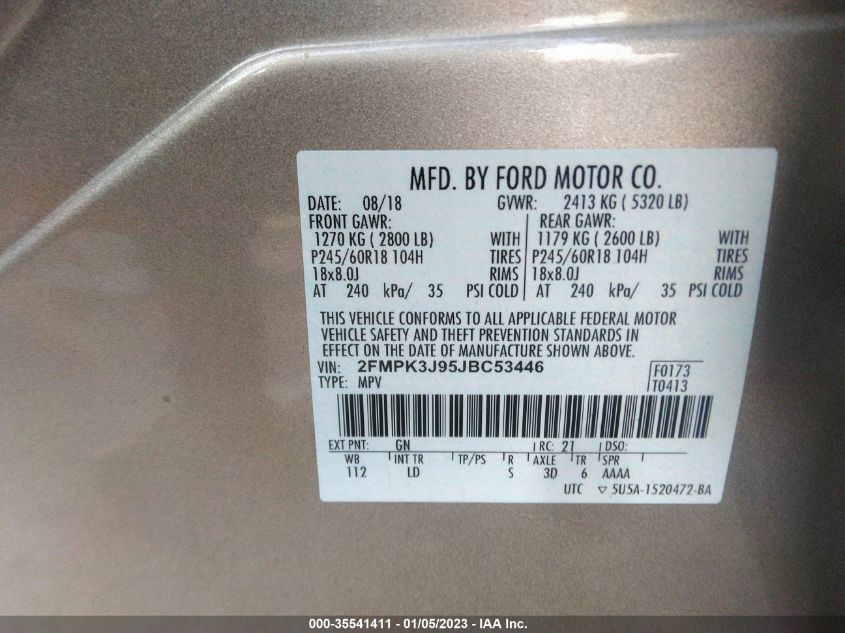 MFD. BY FORD MOTOR CO.
DATE: 08/18 GVWR: 2413 KG ( 5320 LB)
FRONT GAWR: REAR GAWR:
1270 KG ( 2800 LB) WITH 1179 KG ( 2600 LB) WITH
P245/60R18 104H TIRES P245/60R18 104H TIRES
18x8.0J RIMS 18x8.0J RIMS
AT 240 kPa/ 35 PSI COLD AT 240 kPa/ 35 PSI COLD
THIS VEHICLE CONFORMS TO ALL APPLICABLE FEDERAL MOTOR
VEHICLE SAFETY AND THEFT PREVENTION STANDARDS IN
EFFECT ON THE DATE OF MANUFACTURE SHOWN ABOVE.
VIN: 2FMPK3J95JBC53446 F0173
TYPE: MPV T0413
EXT PNT: GN RC: 21 DSO:
WB INT TR TP/PS R AXLE TR SPR
112 LD S 3D 6 AAAA
UTC ▽ 5U5A-1520472-BA
000-35541411 - 01/05/2023 - IAA Inc.